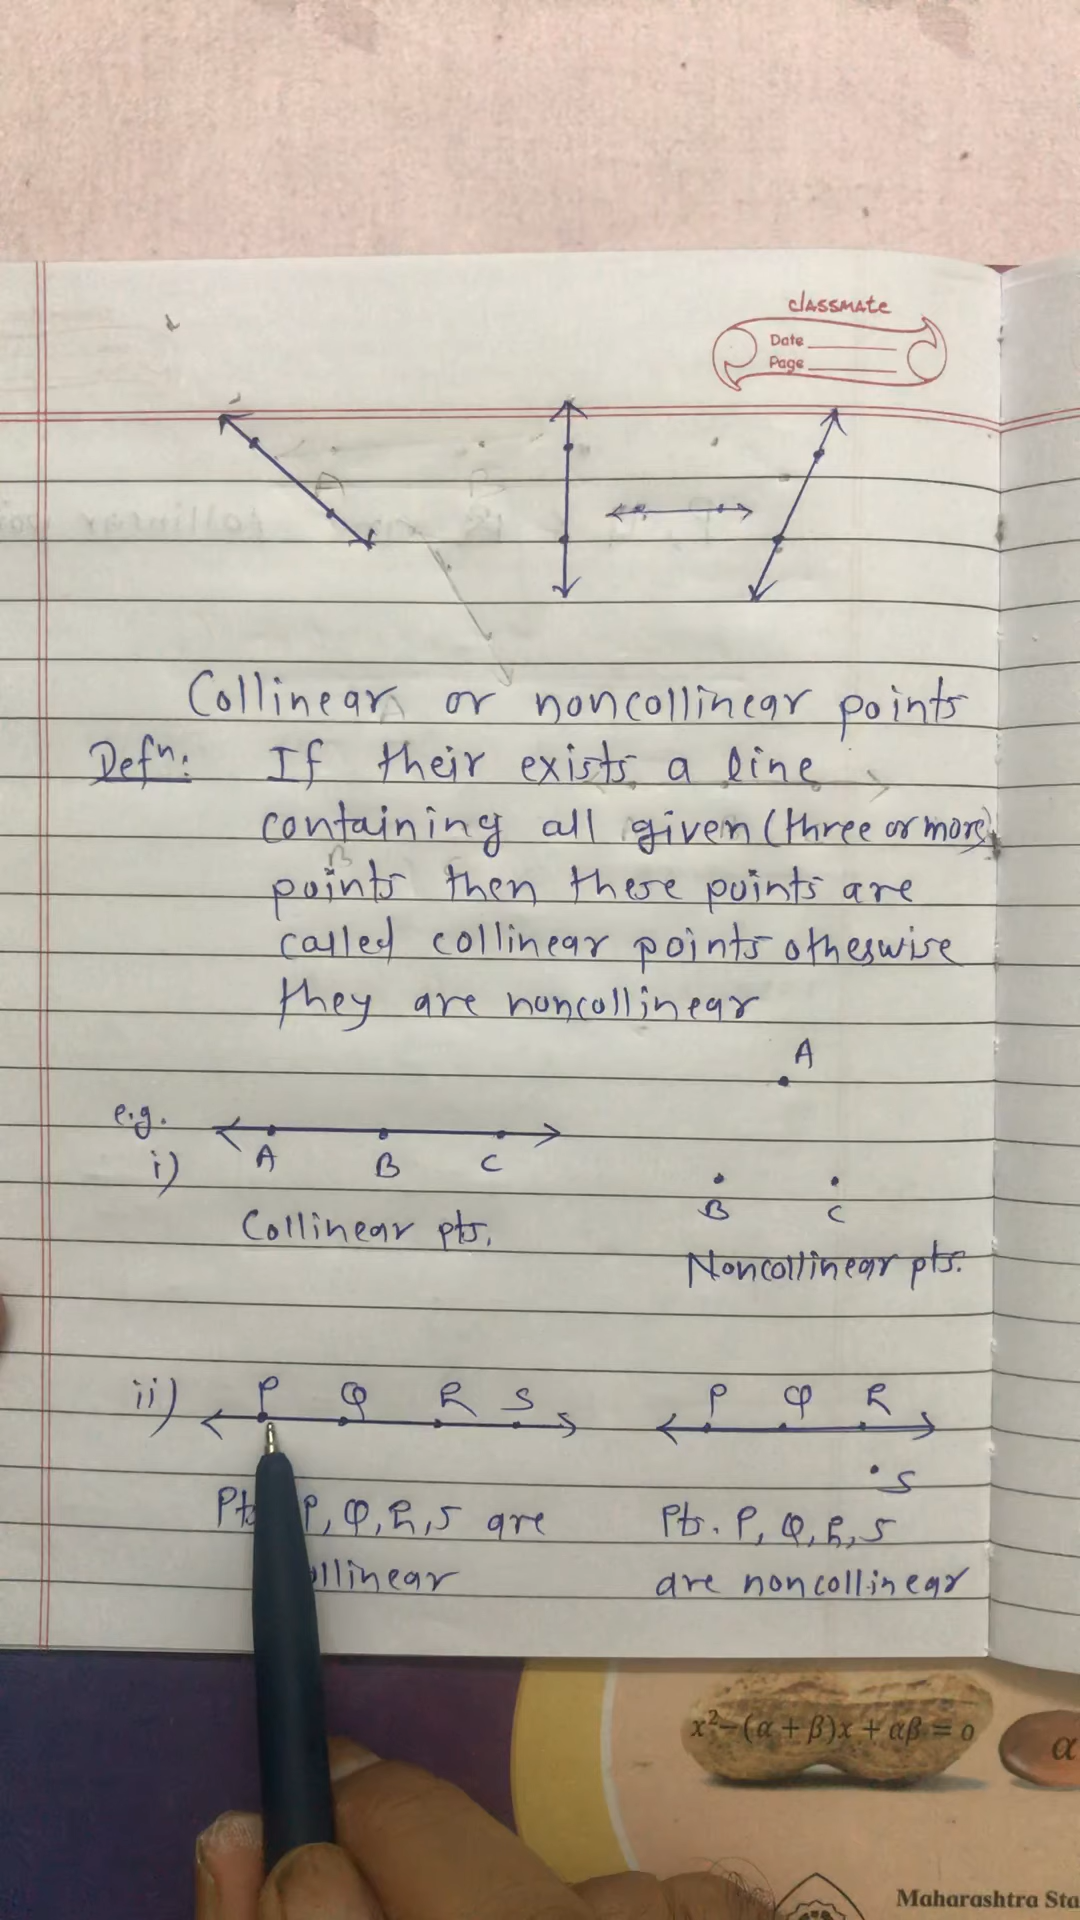 classmate
Date
Page
Collinear or noncollinear points
Defⁿ: If their exists a line
containing all given (three or more)
points then these points are
called collinear points otheswise
they are noncollinear
A
e.g.
i) A B C
B C
Collinear pts.
Noncollinear pts.
ii) P Q R S
P Q R
S
P, Q, R, S are
Pts. P, Q, R, S
are noncollinear
x²-(α + β)x + αβ = 0
α
Maharashtra Sta